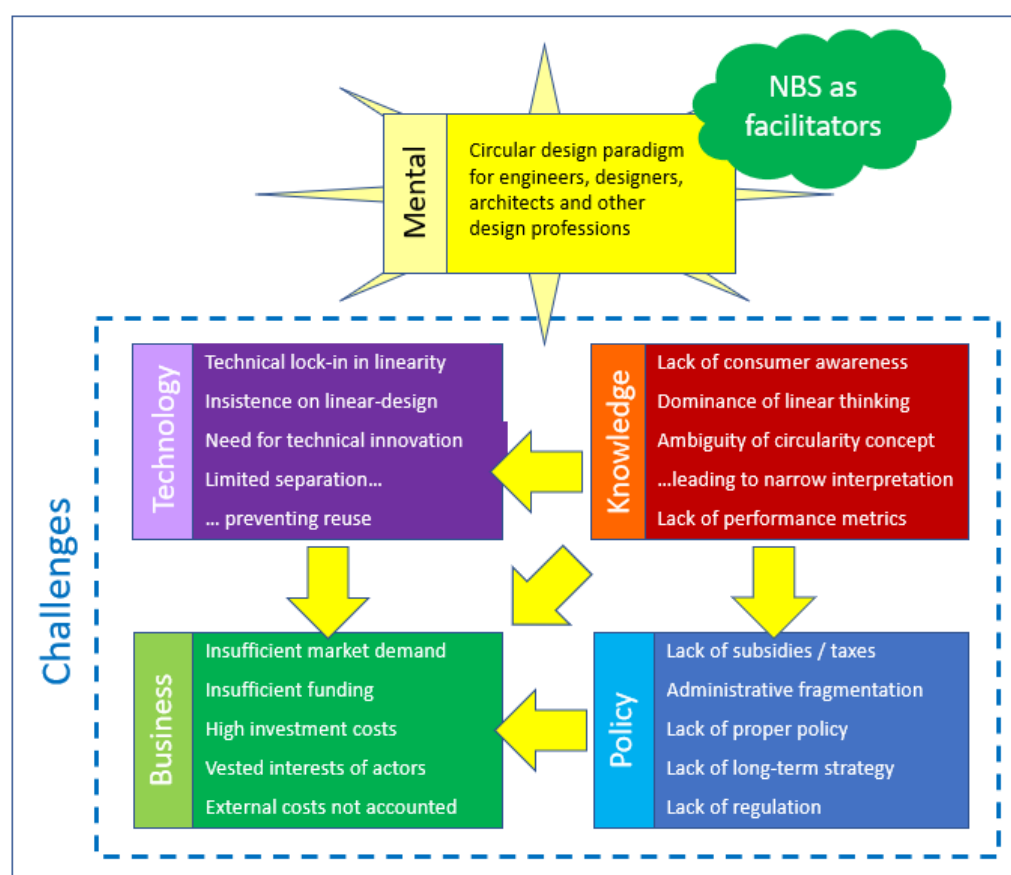 NBS as
facilitators
Mental
Circular design paradigm
for engineers, designers,
architects and other
design professions
Challenges
Technology
Technical lock-in in linearity
Insistence on linear-design
Need for technical innovation
Limited separation…
… preventing reuse
Knowledge
Lack of consumer awareness
Dominance of linear thinking
Ambiguity of circularity concept
…leading to narrow interpretation
Lack of performance metrics
Business
Insufficient market demand
Insufficient funding
High investment costs
Vested interests of actors
External costs not accounted
Policy
Lack of subsidies / taxes
Administrative fragmentation
Lack of proper policy
Lack of long-term strategy
Lack of regulation